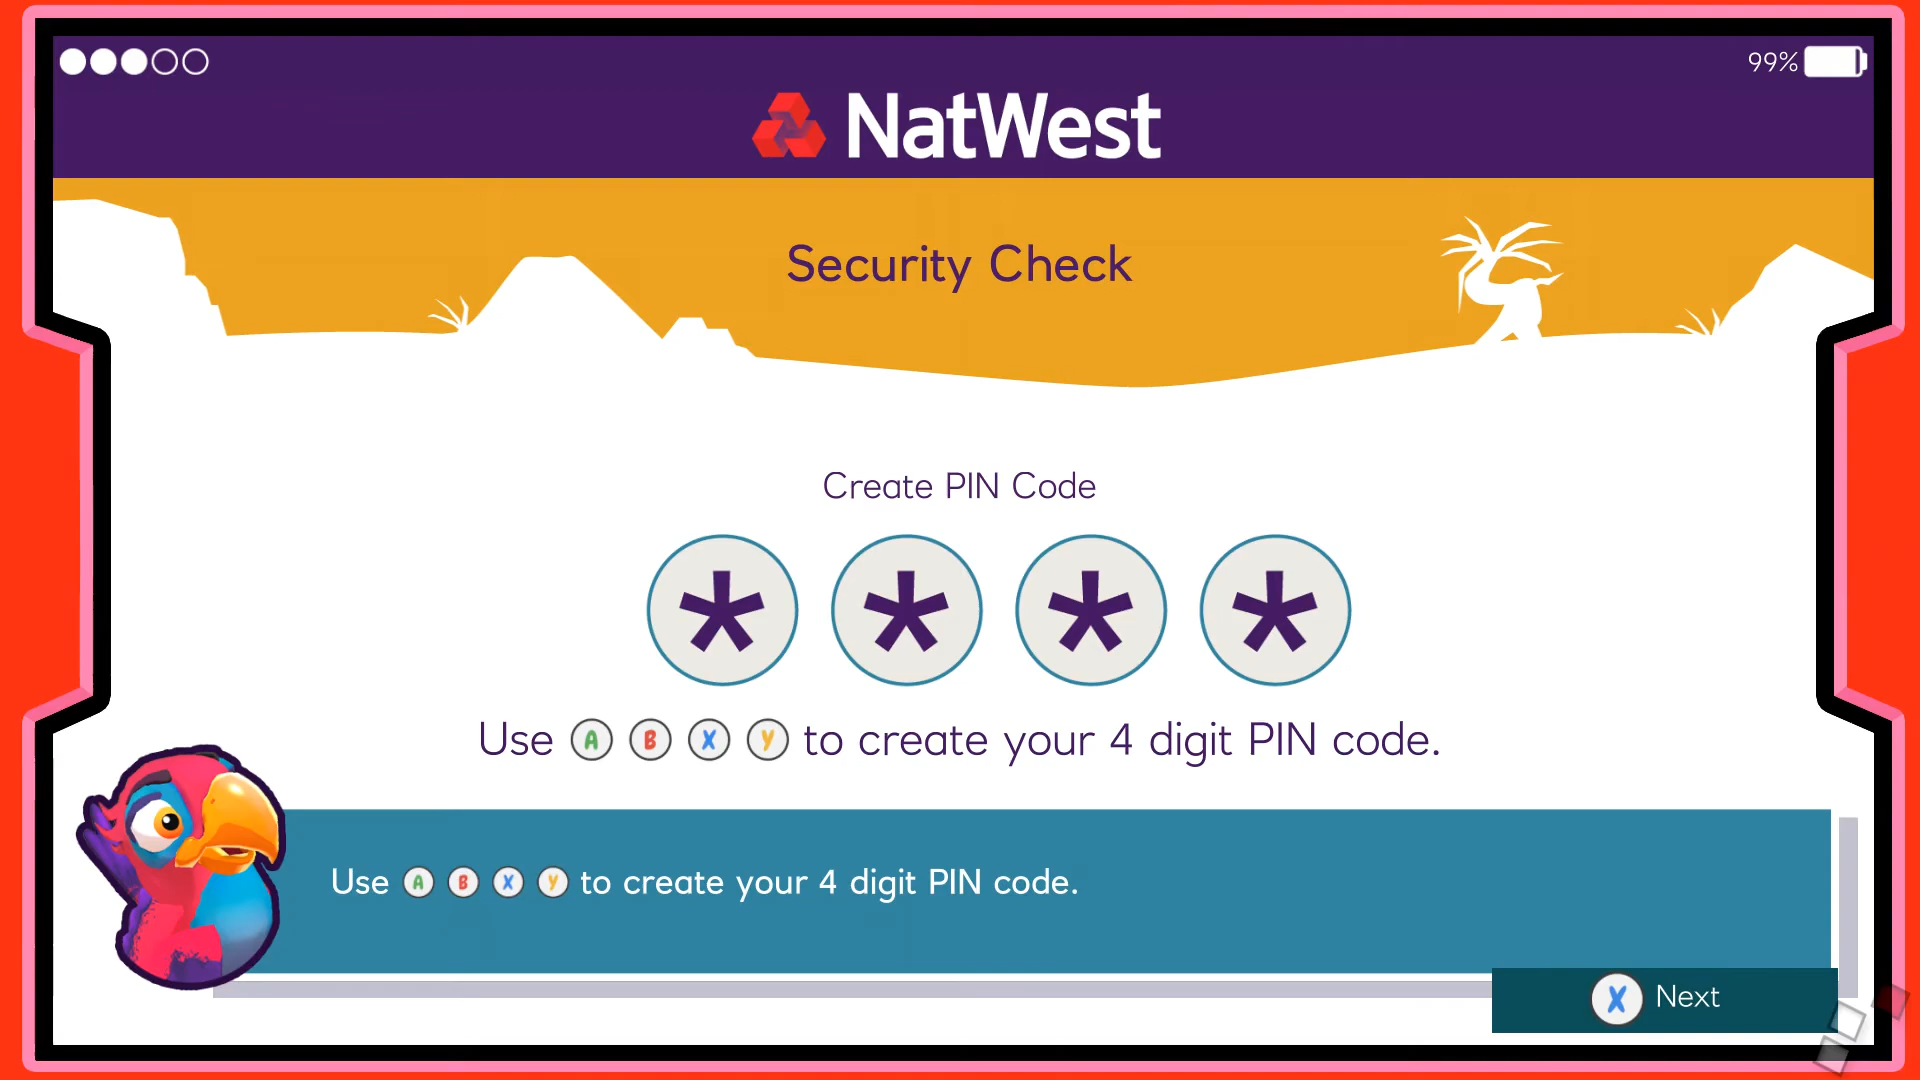 99%
NatWest
Security Check
Create PIN Code
* * * *
Use A B X Y to create your 4 digit PIN code.
Use A B X Y to create your 4 digit PIN code.
X Next